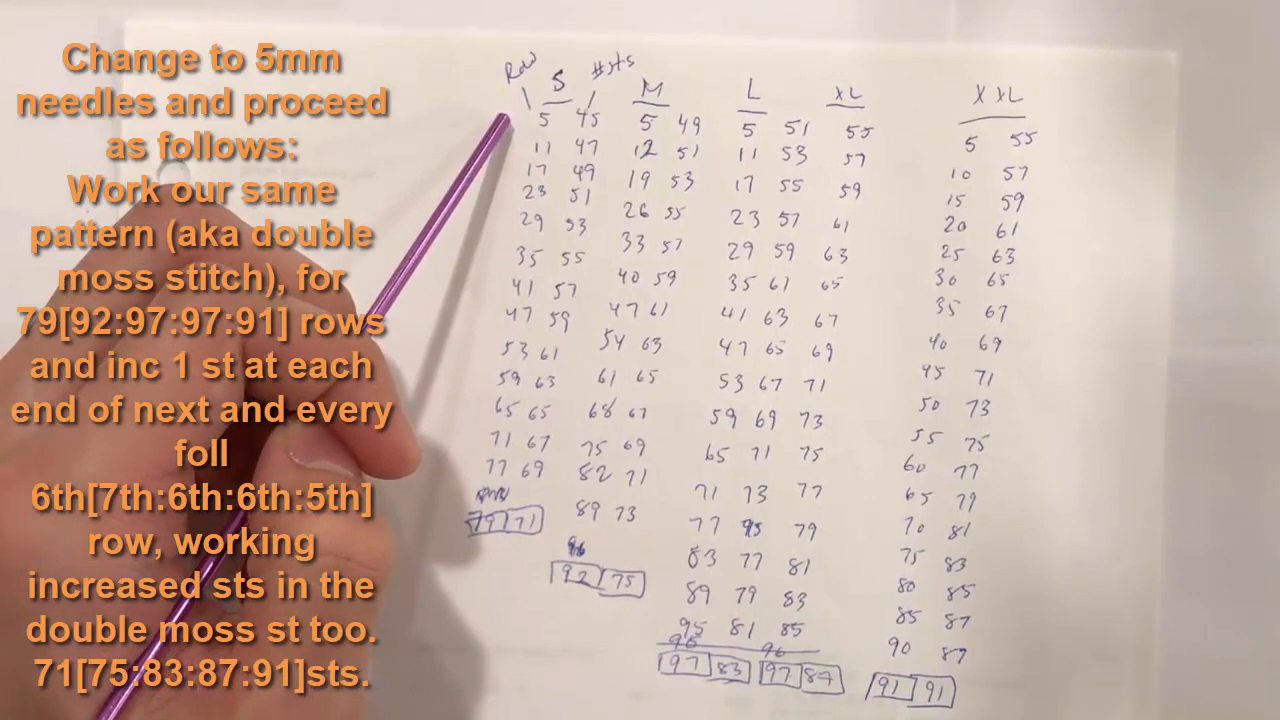 Change to 5mm
needles and proceed
as follows:
Work our same
pattern (aka double
moss stitch), for
79[92:97:97:91] rows
and inc 1 st at each
end of next and every
foll
6th[7th:6th:6th:5th]
row, working
increased sts in the
double moss st too.
71[75:83:87:91]sts.
Row #sts
S M L XL XXL
5 45 5 49 5 51 55 5 55
11 47 12 51 11 53 57 10 57
17 49 19 53 17 55 59 15 59
23 51 26 55 23 57 61 20 61
29 53 33 57 29 59 63 25 63
35 55 40 59 35 61 65 30 65
41 57 47 61 41 63 67 35 67
47 59 54 63 47 65 69 40 69
53 61 61 65 53 67 71 45 71
59 63 68 67 59 69 73 50 73
65 65 75 69 65 71 75 55 75
71 67 82 71 71 73 77 60 77
77 69 89 73 77 95 79 65 79
79 71 92 75 83 77 81 70 81
89 79 83 75 83
95 81 85 80 85
96 96 85 87
97 83 97 87 90 89
91 91